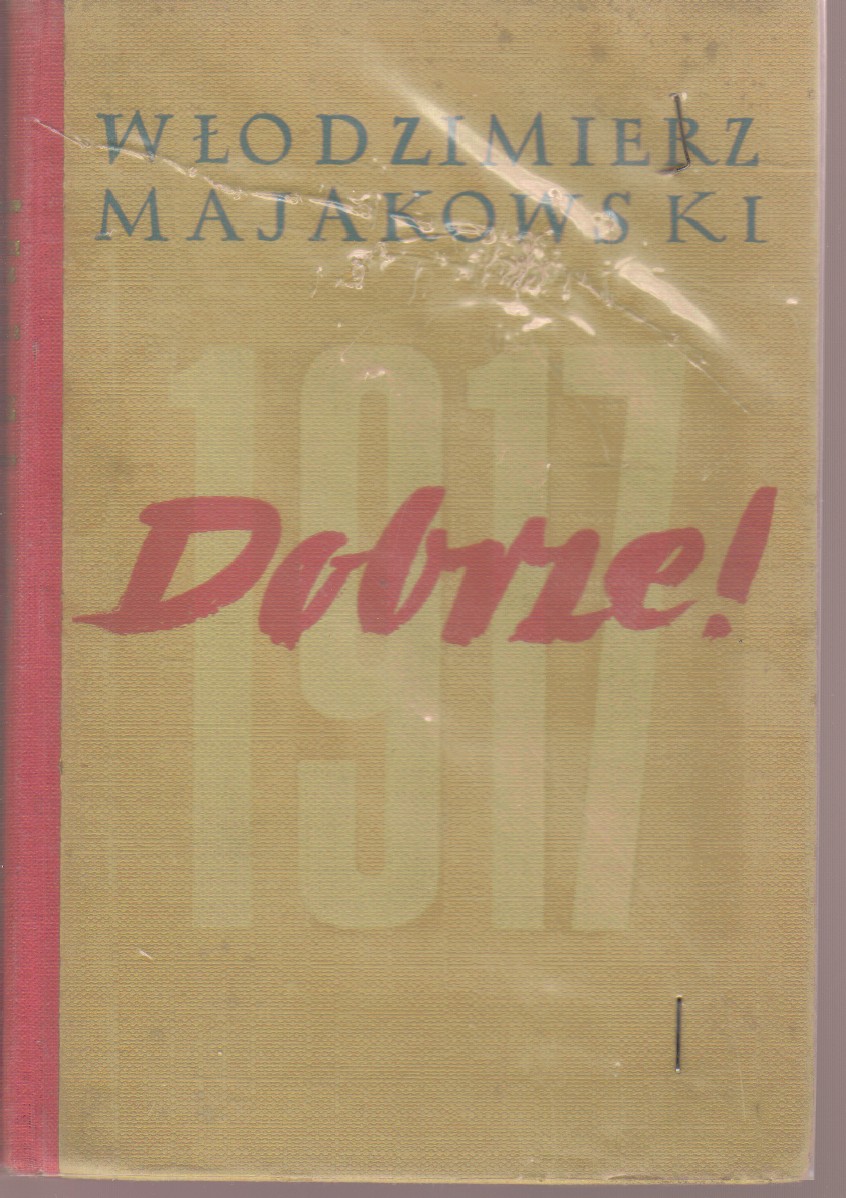 WŁODZIMIERZ
MAJAKOWSKI
1917
Dobrze!